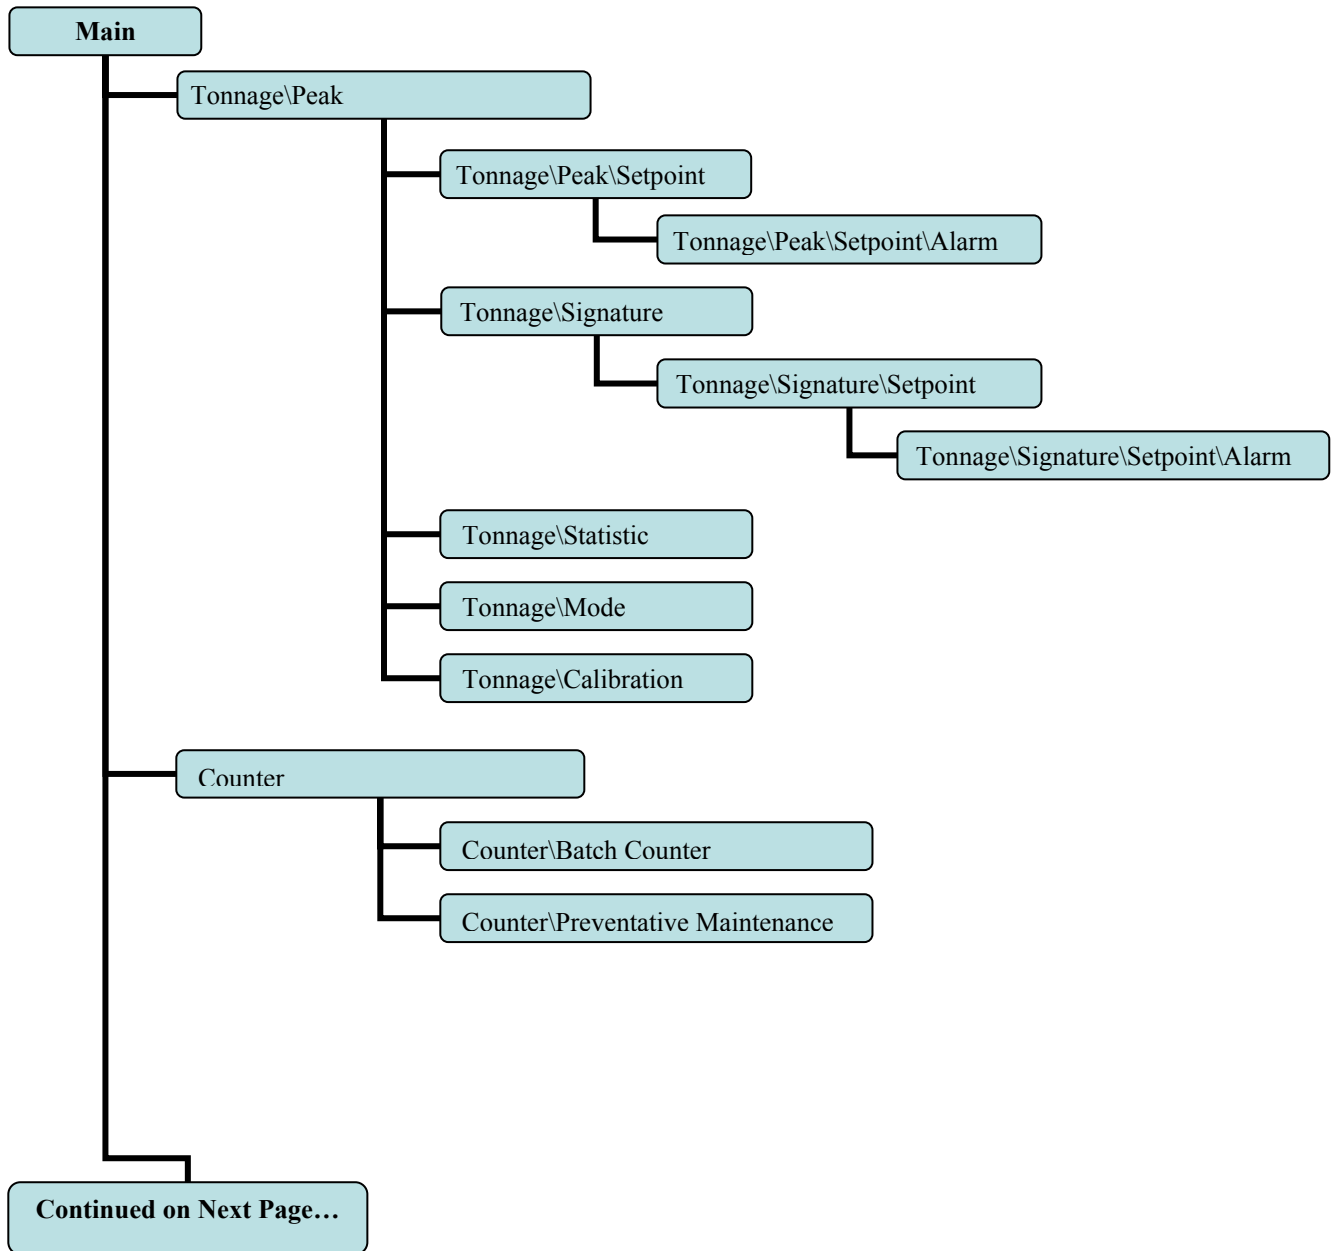 Main
Tonnage\Peak
Tonnage\Peak\Setpoint
Tonnage\Peak\Setpoint\Alarm
Tonnage\Signature
Tonnage\Signature\Setpoint
Tonnage\Signature\Setpoint\Alarm
Tonnage\Statistic
Tonnage\Mode
Tonnage\Calibration
Counter
Counter\Batch Counter
Counter\Preventative Maintenance
Continued on Next Page…